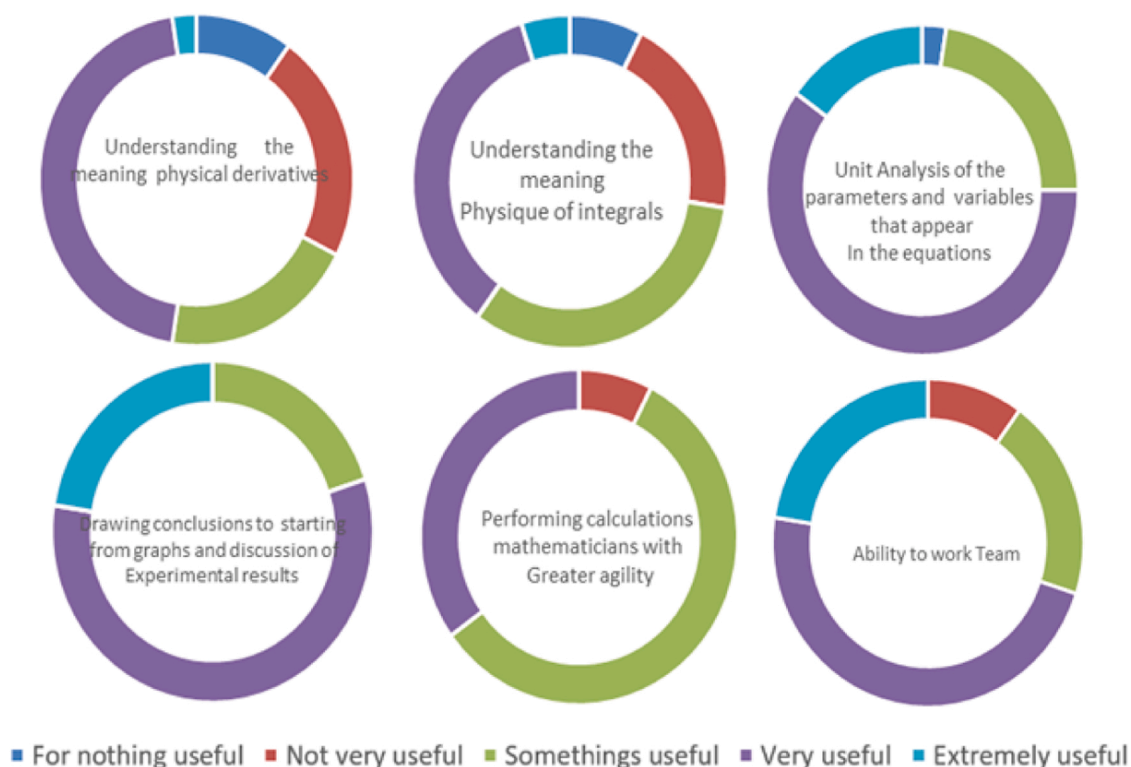 Understanding the
meaning physical derivatives
Understanding the
meaning
Physique of integrals
Unit Analysis of the
parameters and variables
that appear
In the equations
Drawing conclusions to starting
from graphs and discussion of
Experimental results
Performing calculations
mathematicians with
Greater agility
Ability to work Team
For nothing useful Not very useful Somethings useful Very useful Extremely useful